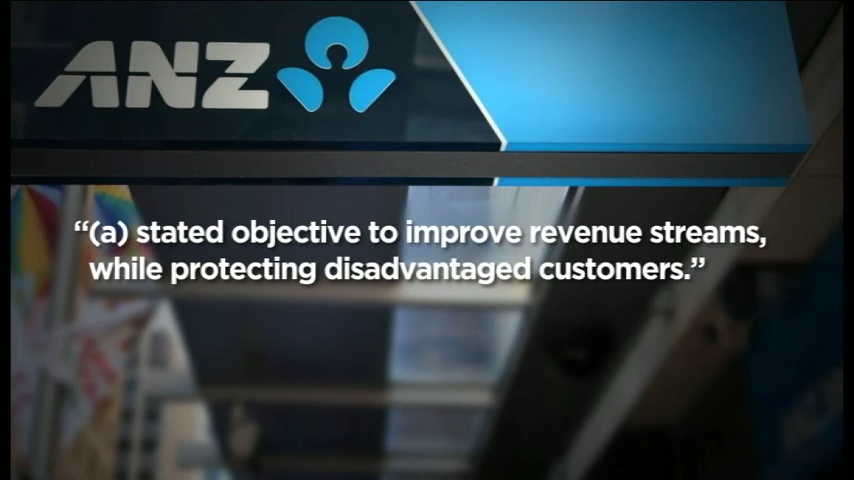 ANZ
“(a) stated objective to improve revenue streams,
while protecting disadvantaged customers.”